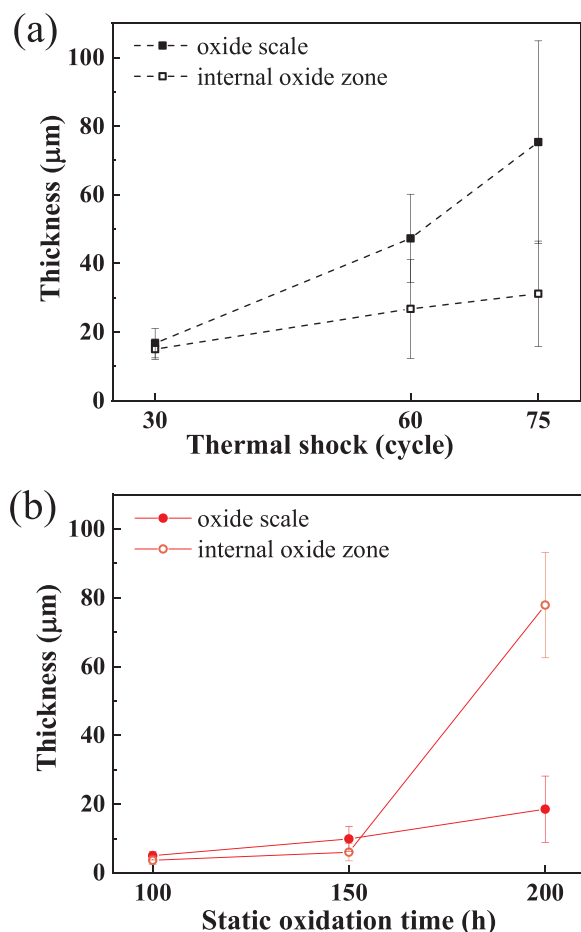 (a)
oxide scale
internal oxide zone
Thickness (μm)
100
80
60
40
20
0
30
60
75
Thermal shock (cycle)
(b)
oxide scale
internal oxide zone
Thickness (μm)
100
80
60
40
20
0
100
150
200
Static oxidation time (h)